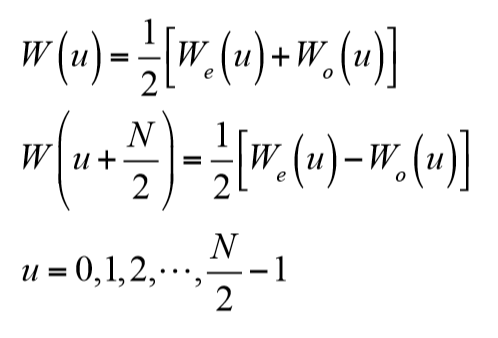 W(u) = 1/2 [W_e(u) + W_o(u)]
W(u + N/2) = 1/2 [W_e(u) − W_o(u)]
u = 0,1,2,⋯, N/2 − 1